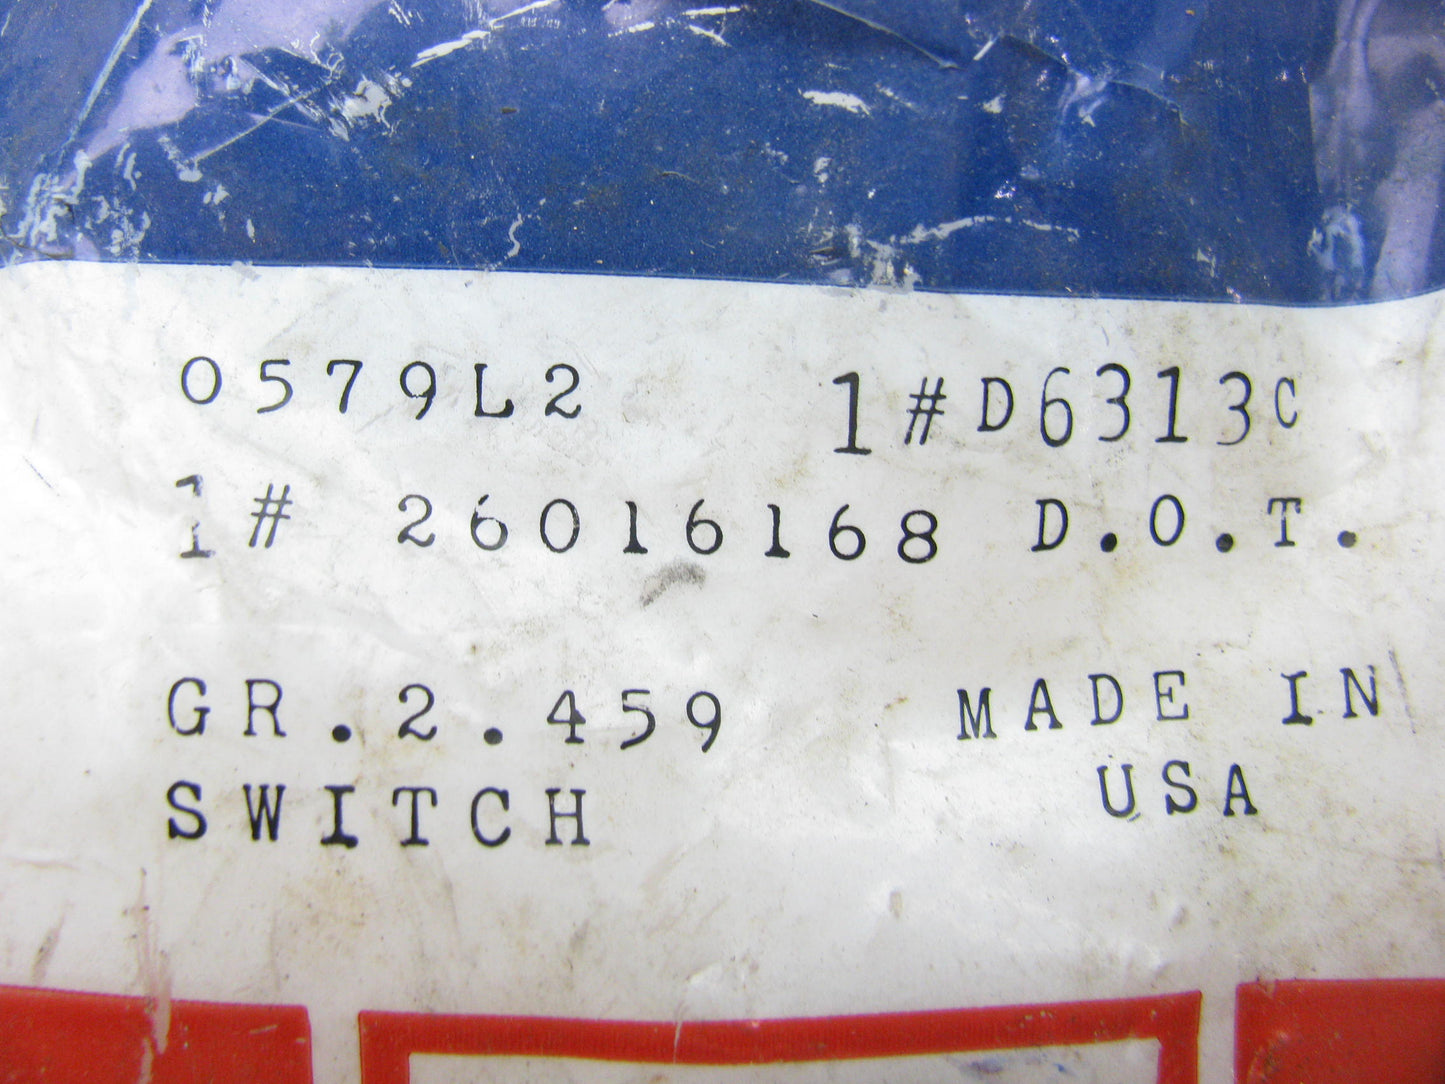 0579L2 1#D6313C
1# 26016168 D.O.T.
GR.2.459 MADE IN
SWITCH USA